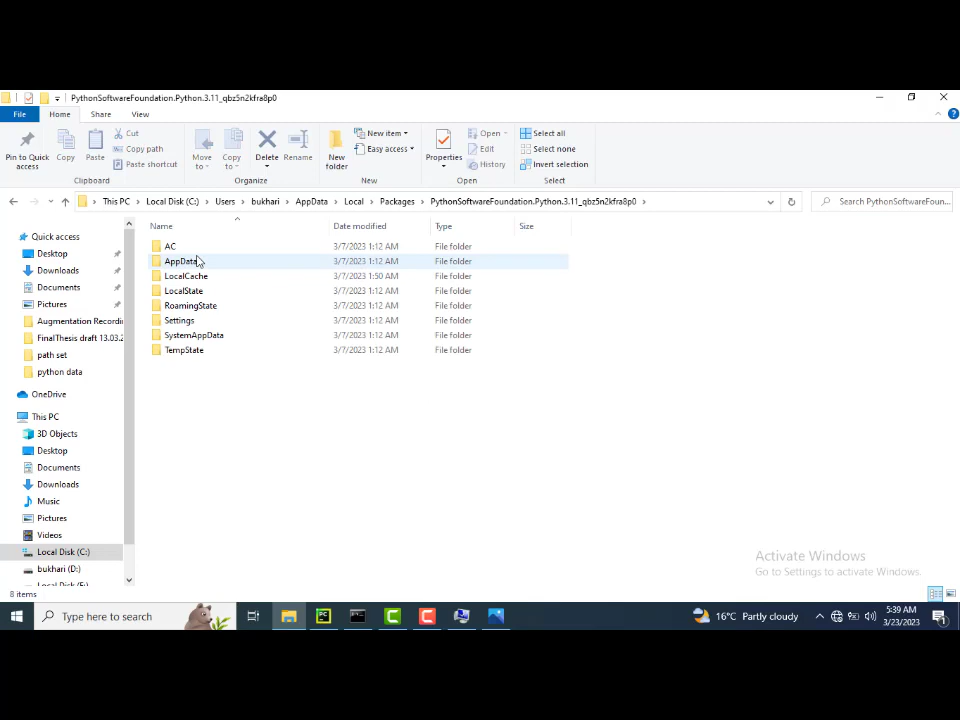 PythonSoftwareFoundation.Python.3.11_qbz5n2kfra8p0
File Home Share View
Pin to Quick access
Copy
Paste
Cut
Copy path
Paste shortcut
Clipboard
Move to
Copy to
Delete
Rename
Organize
New folder
New item
Easy access
New
Properties
Open
Edit
History
Open
Select all
Select none
Invert selection
Select
This PC Local Disk (C:) Users bukhari AppData Local Packages PythonSoftwareFoundation.Python.3.11_qbz5n2kfra8p0
Search PythonSoftwareFoun...
Name Date modified Type Size
AC 3/7/2023 1:12 AM File folder
AppData 3/7/2023 1:12 AM File folder
LocalCache 3/7/2023 1:50 AM File folder
LocalState 3/7/2023 1:12 AM File folder
RoamingState 3/7/2023 1:12 AM File folder
Settings 3/7/2023 1:12 AM File folder
SystemAppData 3/7/2023 1:12 AM File folder
TempState 3/7/2023 1:12 AM File folder
Quick access
Desktop
Downloads
Documents
Pictures
Augmentation Recordi
FinalThesis draft 13.03.2
path set
python data
OneDrive
This PC
3D Objects
Desktop
Documents
Downloads
Music
Pictures
Videos
Local Disk (C:)
bukhari (D:)
Activate Windows
Go to Settings to activate Windows.
8 items
Type here to search
16°C Partly cloudy
5:39 AM
3/23/2023